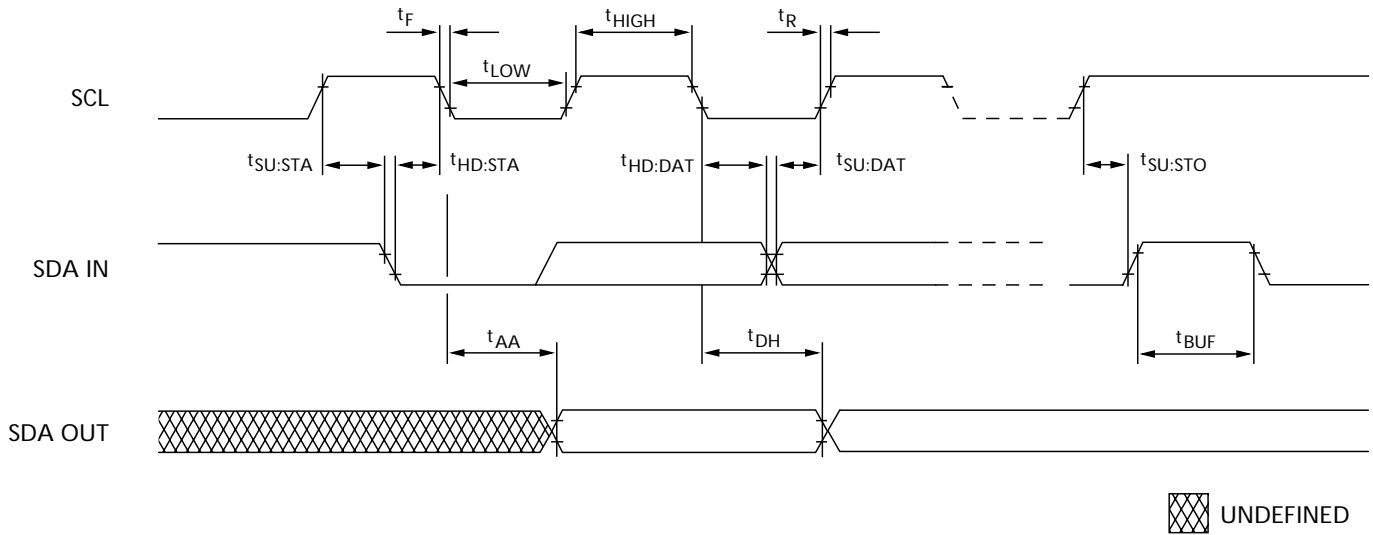 tF
tHIGH
tR
tLOW
SCL
tSU:STA
tHD:STA
tHD:DAT
tSU:DAT
tSU:STO
SDA IN
tAA
tDH
tBUF
SDA OUT
UNDEFINED